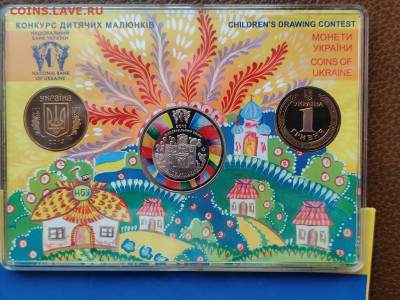 coins.lave.ru
КОНКУРС ДИТЯЧИХ МАЛЮНКІВ
CHILDREN'S DRAWING CONTEST
НАЦІОНАЛЬНИЙ
БАНК УКРАЇНИ
NATIONAL BANK
OF UKRAINE
МОНЕТИ
УКРАЇНИ
COINS OF
UKRAINE
УКРАЇНА
УКРАЇНА
1
ГРИВНЯ
НБУ